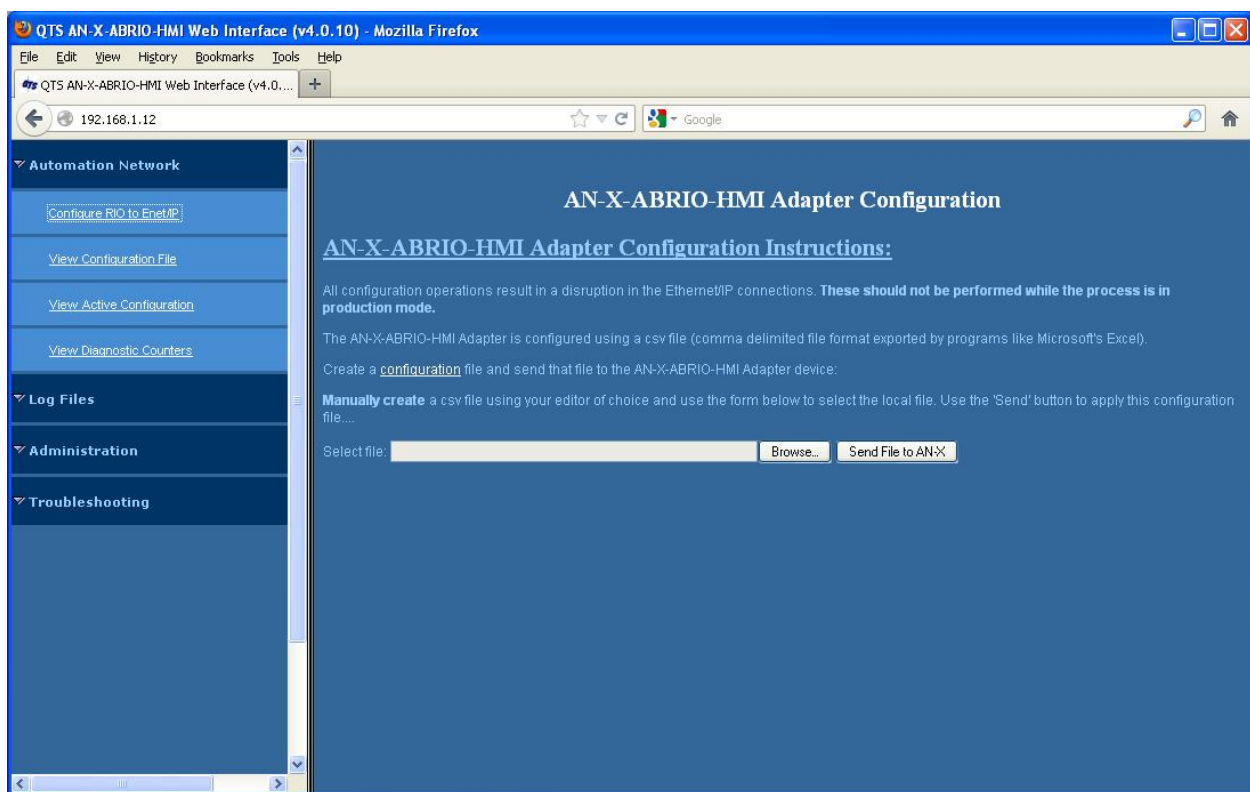 QTS AN-X-ABRIO-HMI Web Interface (v4.0.10) - Mozilla Firefox
File Edit View History Bookmarks Tools Help
QTS AN-X-ABRIO-HMI Web Interface (v4.0.... +
192.168.1.12 Google
Automation Network
Configure RIO to Enet/IP
View Configuration File
View Active Configuration
View Diagnostic Counters
Log Files
Administration
Troubleshooting
AN-X-ABRIO-HMI Adapter Configuration
AN-X-ABRIO-HMI Adapter Configuration Instructions:
All configuration operations result in a disruption in the Ethernet/IP connections. These should not be performed while the process is in
production mode.
The AN-X-ABRIO-HMI Adapter is configured using a csv file (comma delimited file format exported by programs like Microsoft's Excel).
Create a configuration file and send that file to the AN-X-ABRIO-HMI Adapter device:
Manually create a csv file using your editor of choice and use the form below to select the local file. Use the 'Send' button to apply this configuration
file....
Select file: Browse... Send File to AN-X